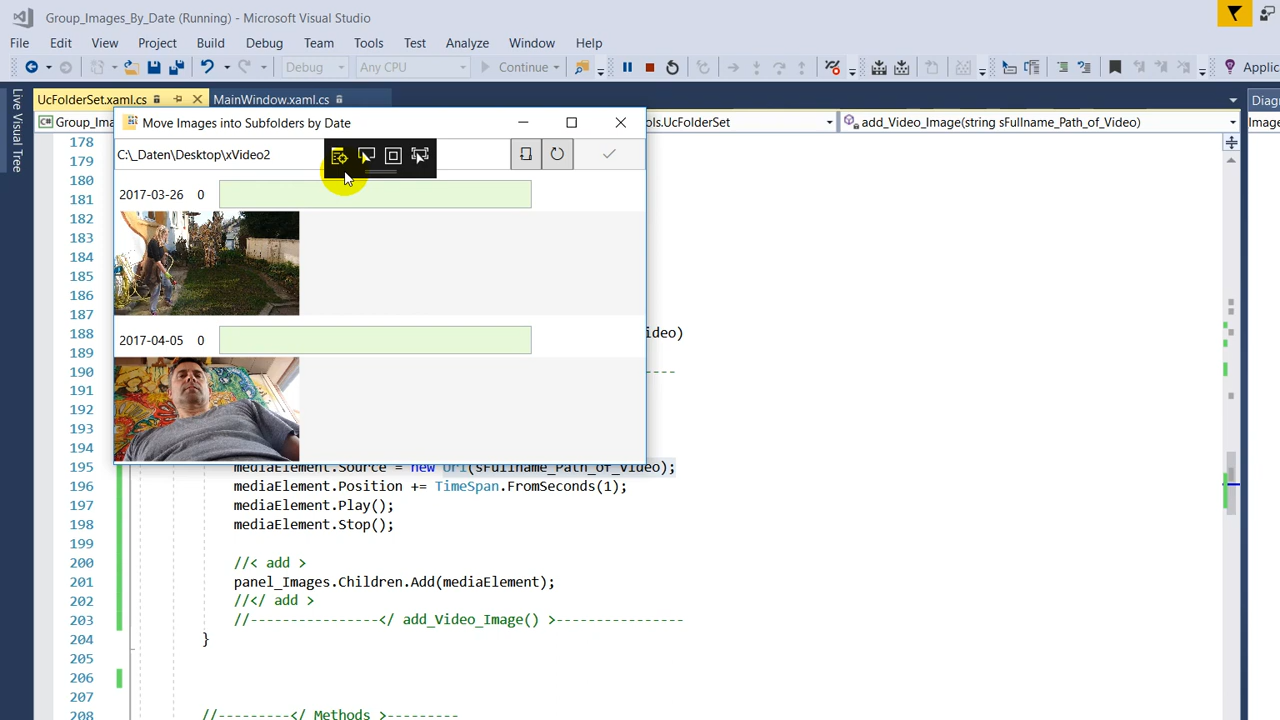 Group_Images_By_Date (Running) - Microsoft Visual Studio
File Edit View Project Build Debug Team Tools Test Analyze Window Help
Debug Any CPU Continue Applic
UcFolderSet.xaml.cs MainWindow.xaml.cs Diagr
Live Visual Tree
Group_Ima ols.UcFolderSet add_Video_Image(string sFullname_Path_of_Video) Images
Move Images into Subfolders by Date
C:\_Daten\Desktop\xVideo2
2017-03-26 0
2017-04-05 0
178
179
180
181
182
183
184
185
186
187
188 ideo)
189
190 ----
191
192
193
194
195 mediaElement.Source = new Uri(sFullname_Path_of_Video);
196 mediaElement.Position += TimeSpan.FromSeconds(1);
197 mediaElement.Play();
198 mediaElement.Stop();
199
200 //< add >
201 panel_Images.Children.Add(mediaElement);
202 //</ add >
203 //---------------</ add_Video_Image() >----------------
204 }
205
206
207
208 //---------</ Methods >---------